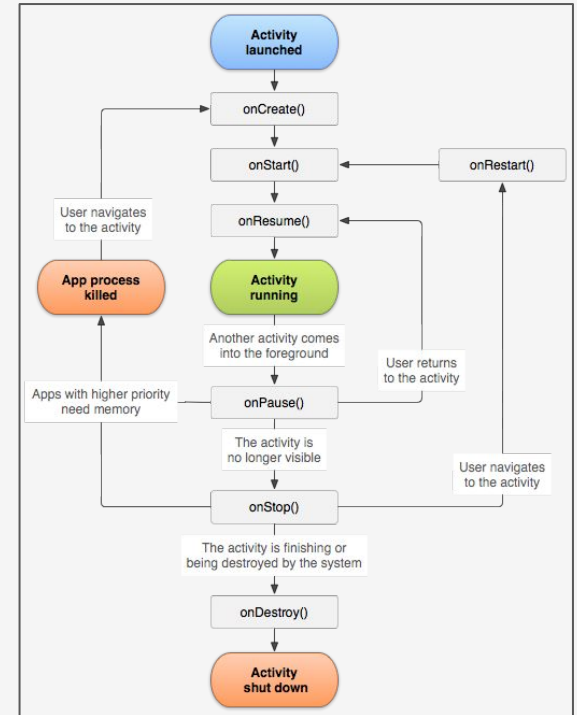 Activity
launched
onCreate()
onStart()
onRestart()
User navigates
to the activity
onResume()
App process
killed
Activity
running
Another activity comes
into the foreground
User returns
to the activity
Apps with higher priority
need memory
onPause()
The activity is
no longer visible
User navigates
to the activity
onStop()
The activity is finishing or
being destroyed by the system
onDestroy()
Activity
shut down